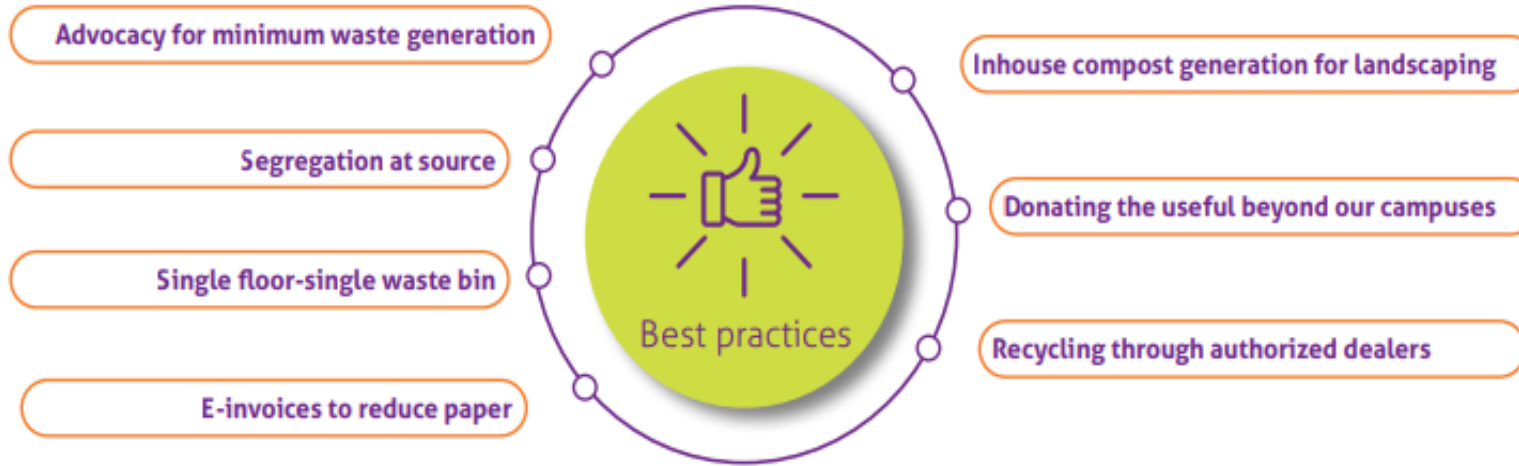 Advocacy for minimum waste generation
Segregation at source
Single floor-single waste bin
E-invoices to reduce paper
Best practices
Inhouse compost generation for landscaping
Donating the useful beyond our campuses
Recycling through authorized dealers